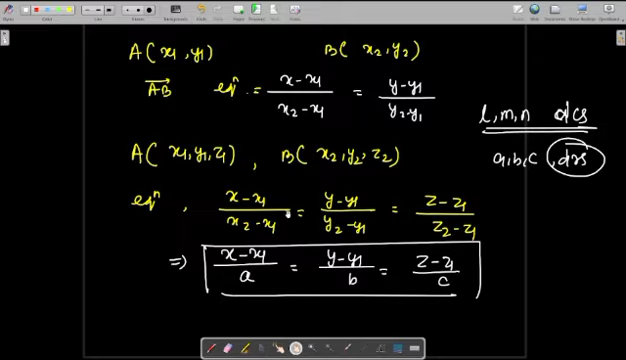 A(x₁, y₁) B(x₂, y₂)
AB eqⁿ = (x-x₁)/(x₂-x₁) = (y-y₁)/(y₂-y₁)
l, m, n dcs
A(x₁, y₁, z₁), B(x₂, y₂, z₂)
a, b, c, drs
eqⁿ, (x-x₁)/(x₂-x₁) = (y-y₁)/(y₂-y₁) = (z-z₁)/(z₂-z₁)
⇒ (x-x₁)/a = (y-y₁)/b = (z-z₁)/c